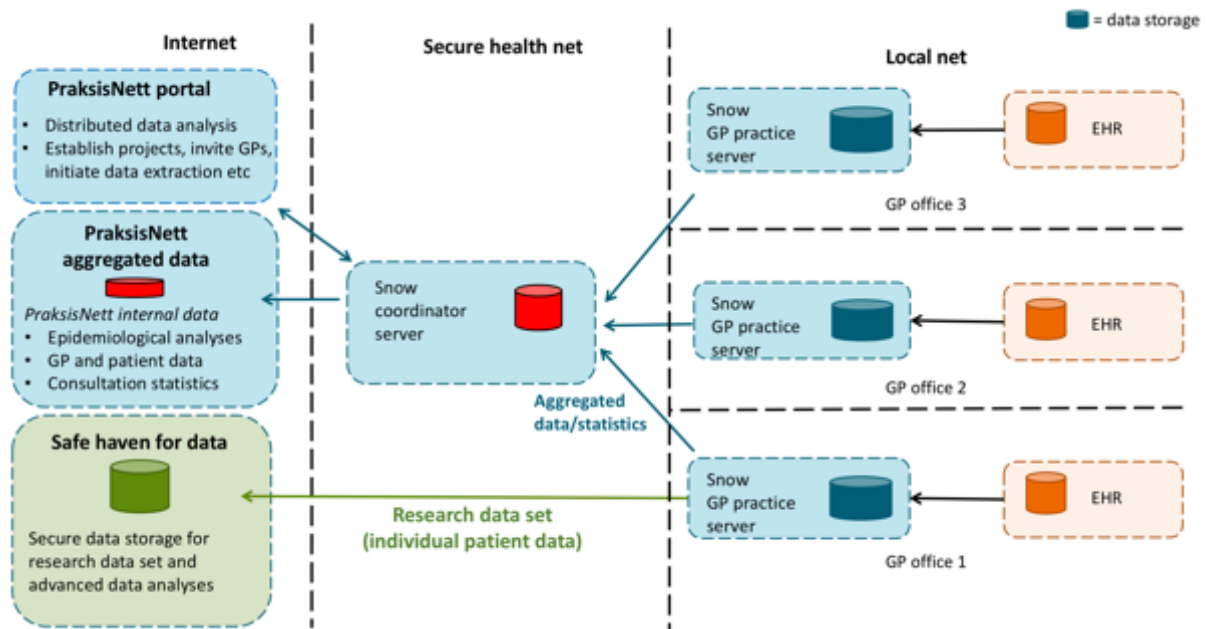 = data storage
Internet
Secure health net
Local net
PraksisNett portal
• Distributed data analysis
• Establish projects, invite GPs,
initiate data extraction etc
PraksisNett
aggregated data
PraksisNett internal data
• Epidemiological analyses
• GP and patient data
• Consultation statistics
Safe haven for data
Secure data storage for
research data set and
advanced data analyses
Snow
coordinator
server
Aggregated
data/statistics
Research data set
(individual patient data)
Snow
GP practice
server
EHR
GP office 3
Snow
GP practice
server
EHR
GP office 2
Snow
GP practice
server
EHR
GP office 1